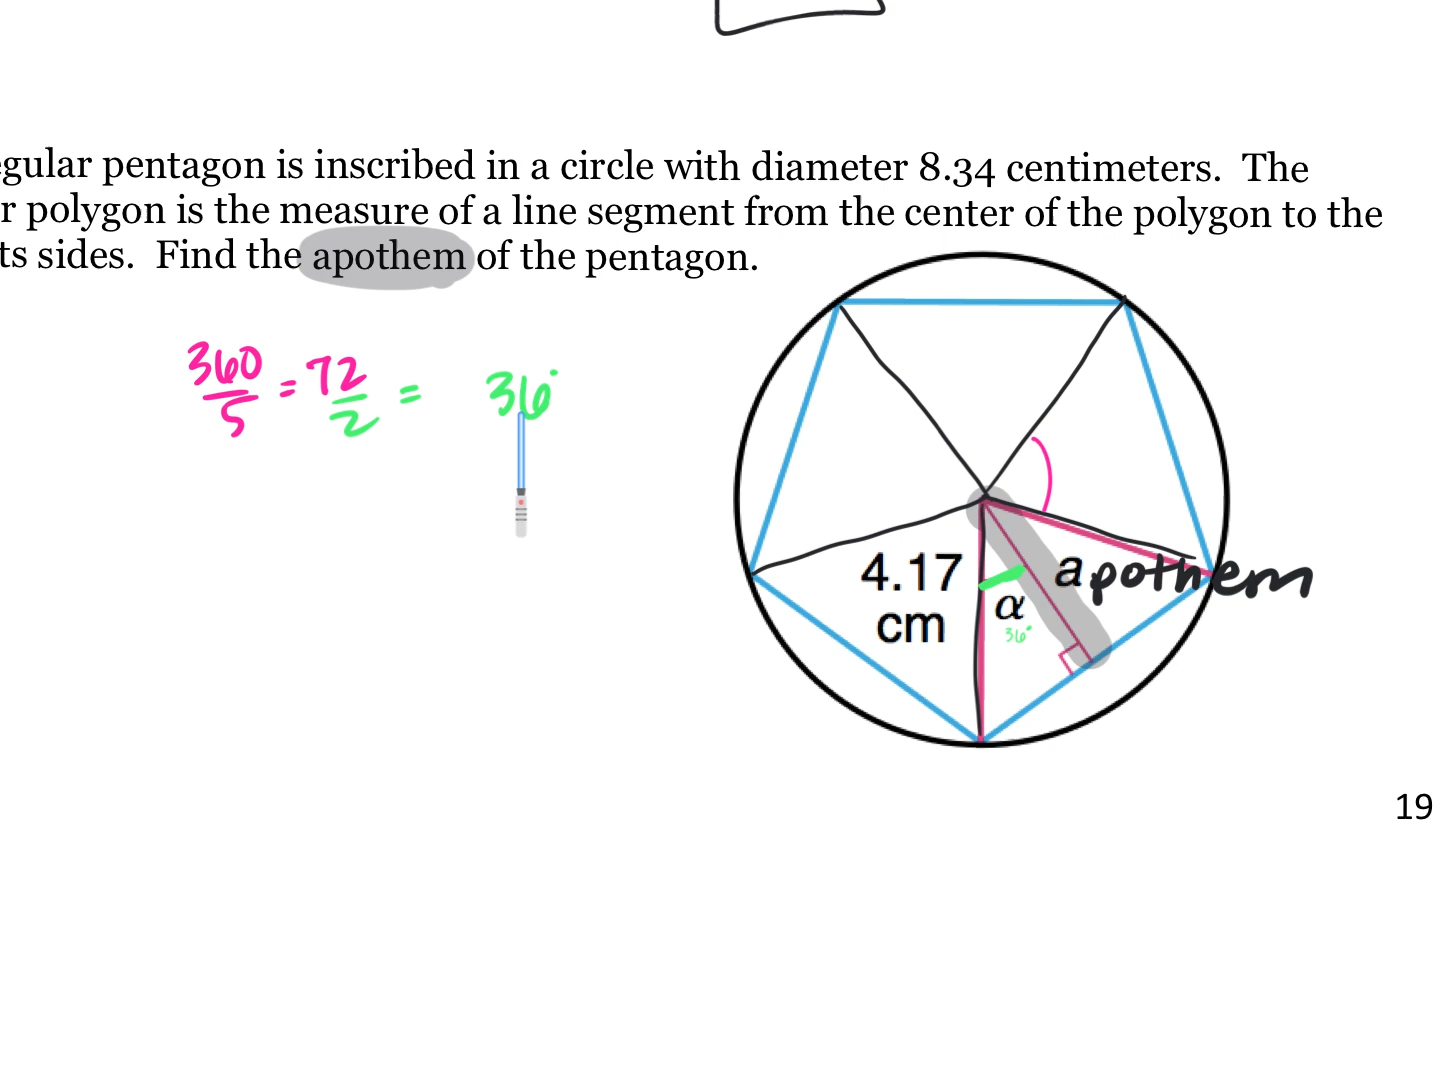 egular pentagon is inscribed in a circle with diameter 8.34 centimeters. The
r polygon is the measure of a line segment from the center of the polygon to the
ts sides. Find the apothem of the pentagon.
360/5 = 72/2 = 36°
4.17
cm
apothem
α
36°
19